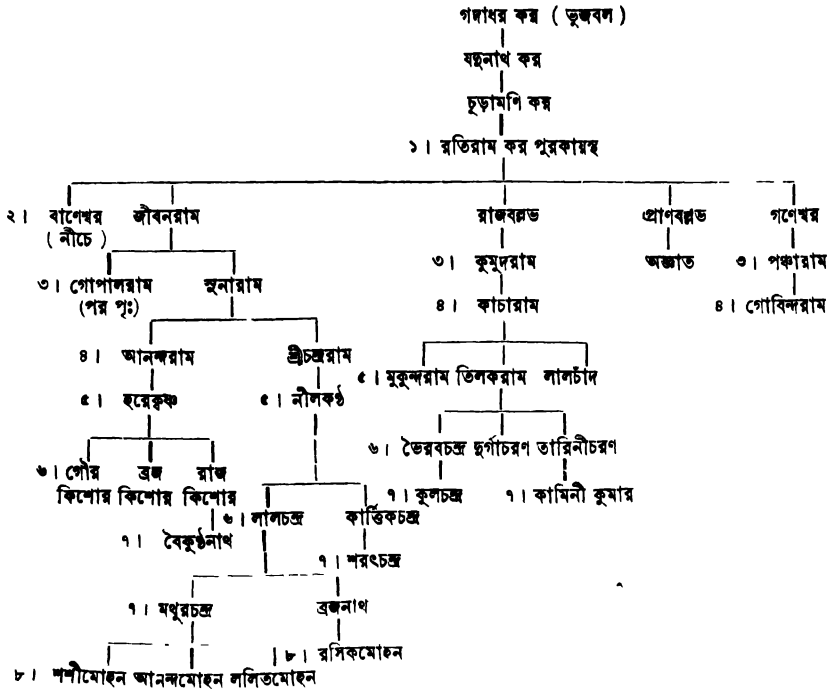 গঙ্গাধর কর ( ভুজবল )
যদুনাথ কর
চূড়ামণি কর
১। রতিরাম কর পুরকায়স্থ
২। বাণেশ্বর জীবনরাম রাজবল্লভ প্রাণবল্লভ গণেশ্বর
( নীচে )
৩। কুমুদরাম অজ্ঞাত ৩। পঞ্চারাম
৩। গোপালরাম সুনারাম
(পর পৃঃ)
৪। কাচারাম ৪। গোবিন্দরাম
৪। আনন্দরাম শ্রীচন্দ্ররাম
৫। মুকুন্দরাম তিলকরাম লালচাঁদ
৫। হরেকৃষ্ণ ৫। নীলকণ্ঠ
৬। ভৈরবচন্দ্র দুর্গাচরণ তারিনীচরণ
৬। গৌর ব্রজ রাজ
কিশোর কিশোর কিশোর
৭। কুলচন্দ্র ৭। কামিনী কুমার
৬। লালচন্দ্র কার্ত্তিকচন্দ্র
৭। বৈকুণ্ঠনাথ
৭। শরৎচন্দ্র
৭। মথুরচন্দ্র ব্রজনাথ
৮। রসিকমোহন
৮। শশীমোহন আনন্দমোহন ললিতমোহন